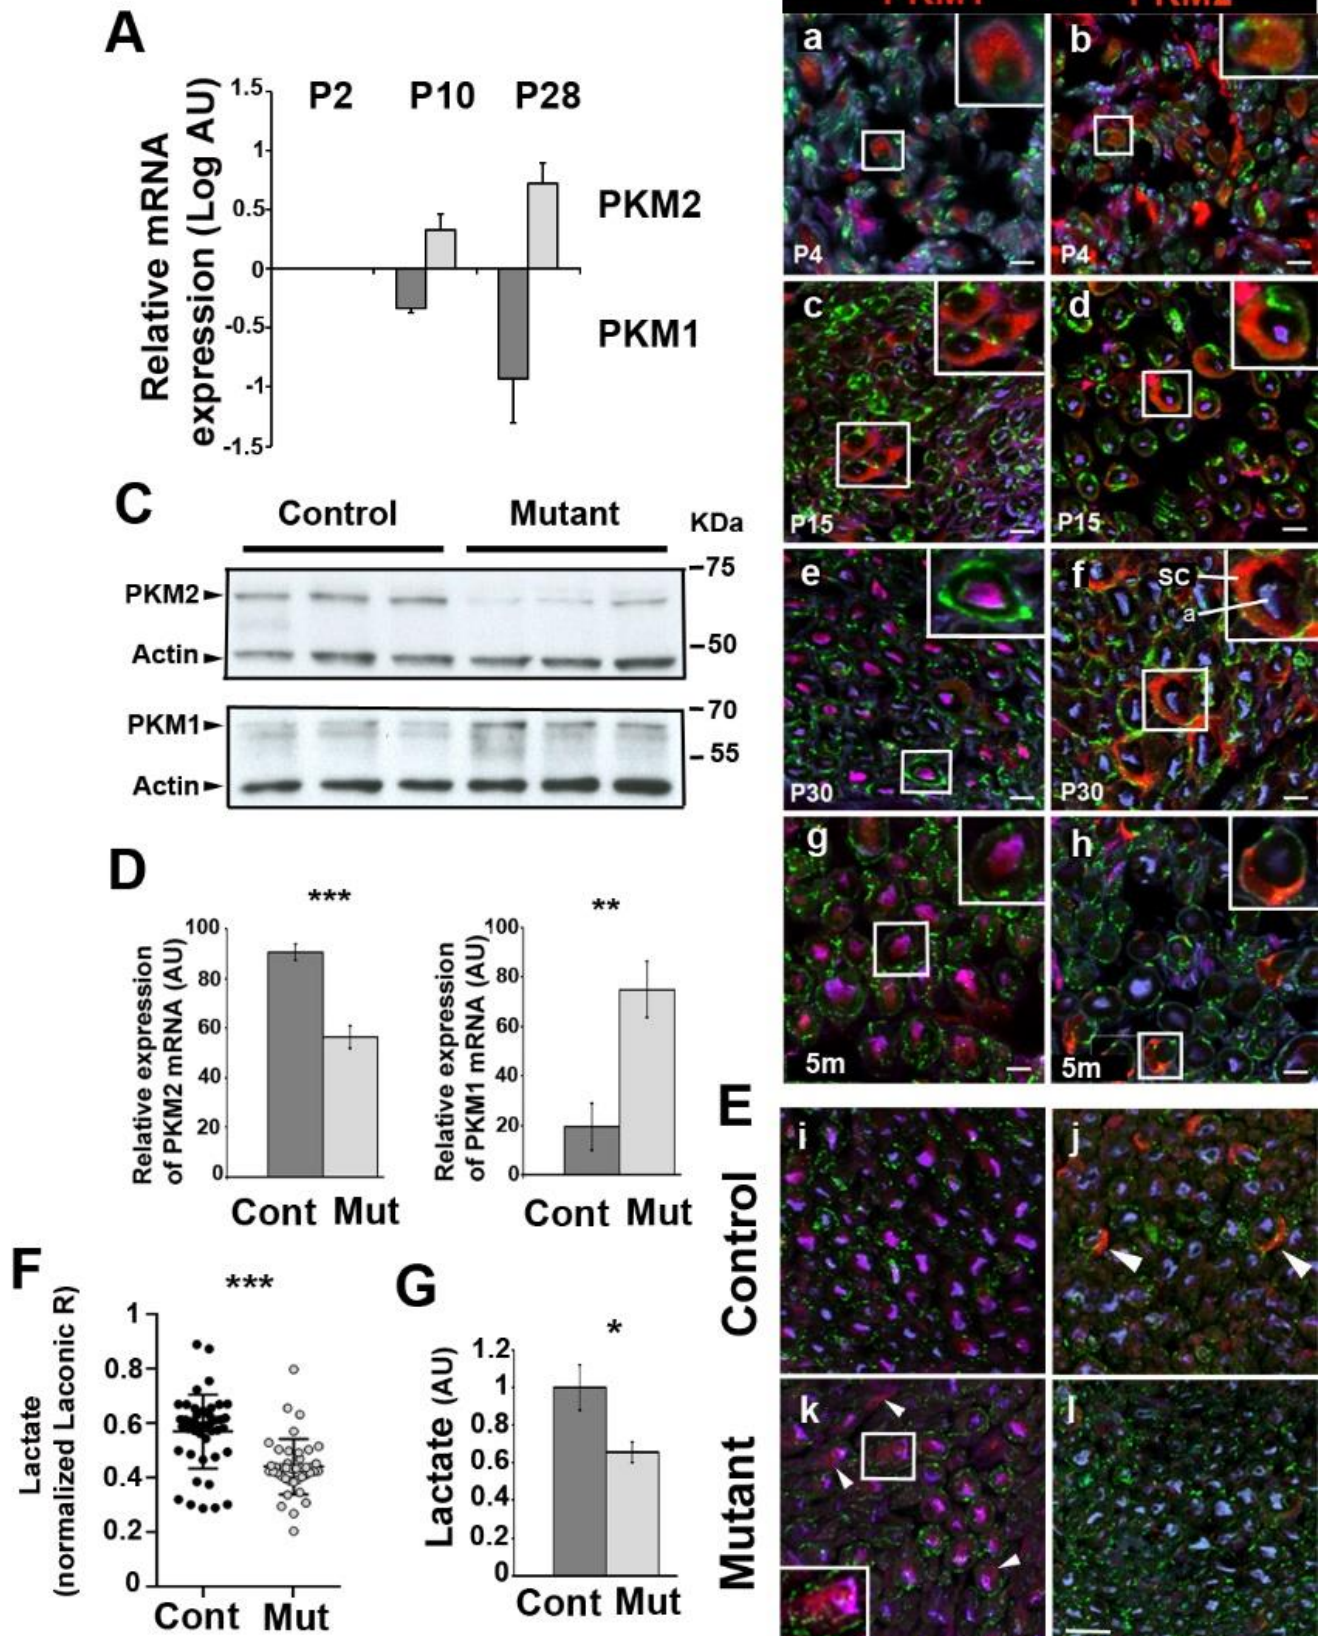 A
Relative mRNA
expression (Log AU)
1.5
1
0.5
0
-0.5
-1
-1.5
P2 P10 P28
PKM2
PKM1
C
Control Mutant KDa
PKM2
Actin
75
50
PKM1
Actin
70
55
D
***
Relative expression
of PKM2 mRNA (AU)
100
80
60
40
20
0
Cont Mut
**
Relative expression
of PKM1 mRNA (AU)
100
80
60
40
20
0
Cont Mut
F
***
Lactate
(normalized Laconic R)
1
0.8
0.6
0.4
0.2
0
Cont Mut
G
*
Lactate (AU)
1.2
1
0.8
0.6
0.4
0.2
0
Cont Mut
PKM2
a
P4
b
P4
c
P15
d
P15
e
P30
f
SC
a
P30
g
5m
h
5m
E
Control
i
j
Mutant
k
l